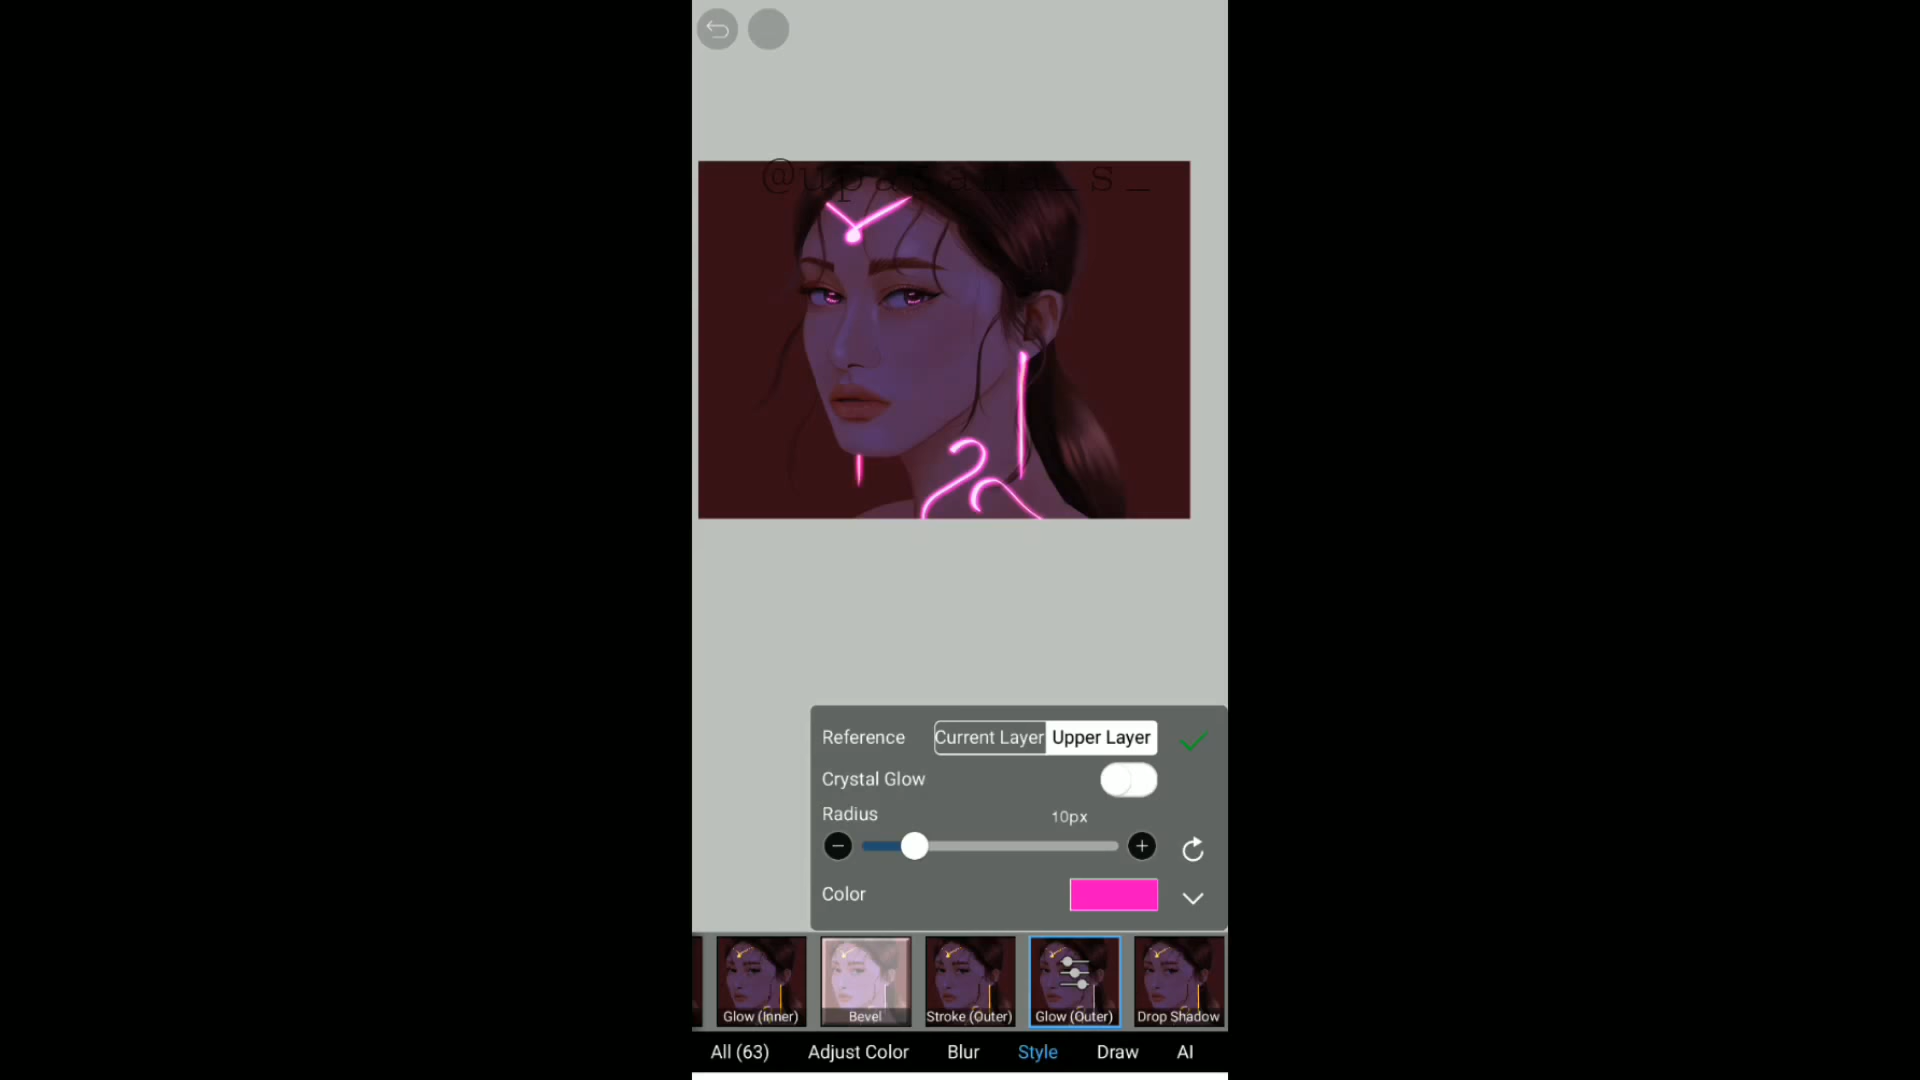 @upasana_s_
Reference
Current Layer
Upper Layer
Crystal Glow
Radius
10px
Color
Glow (Inner)
Bevel
Stroke (Outer)
Glow (Outer)
Drop Shadow
All (63)
Adjust Color
Blur
Style
Draw
AI